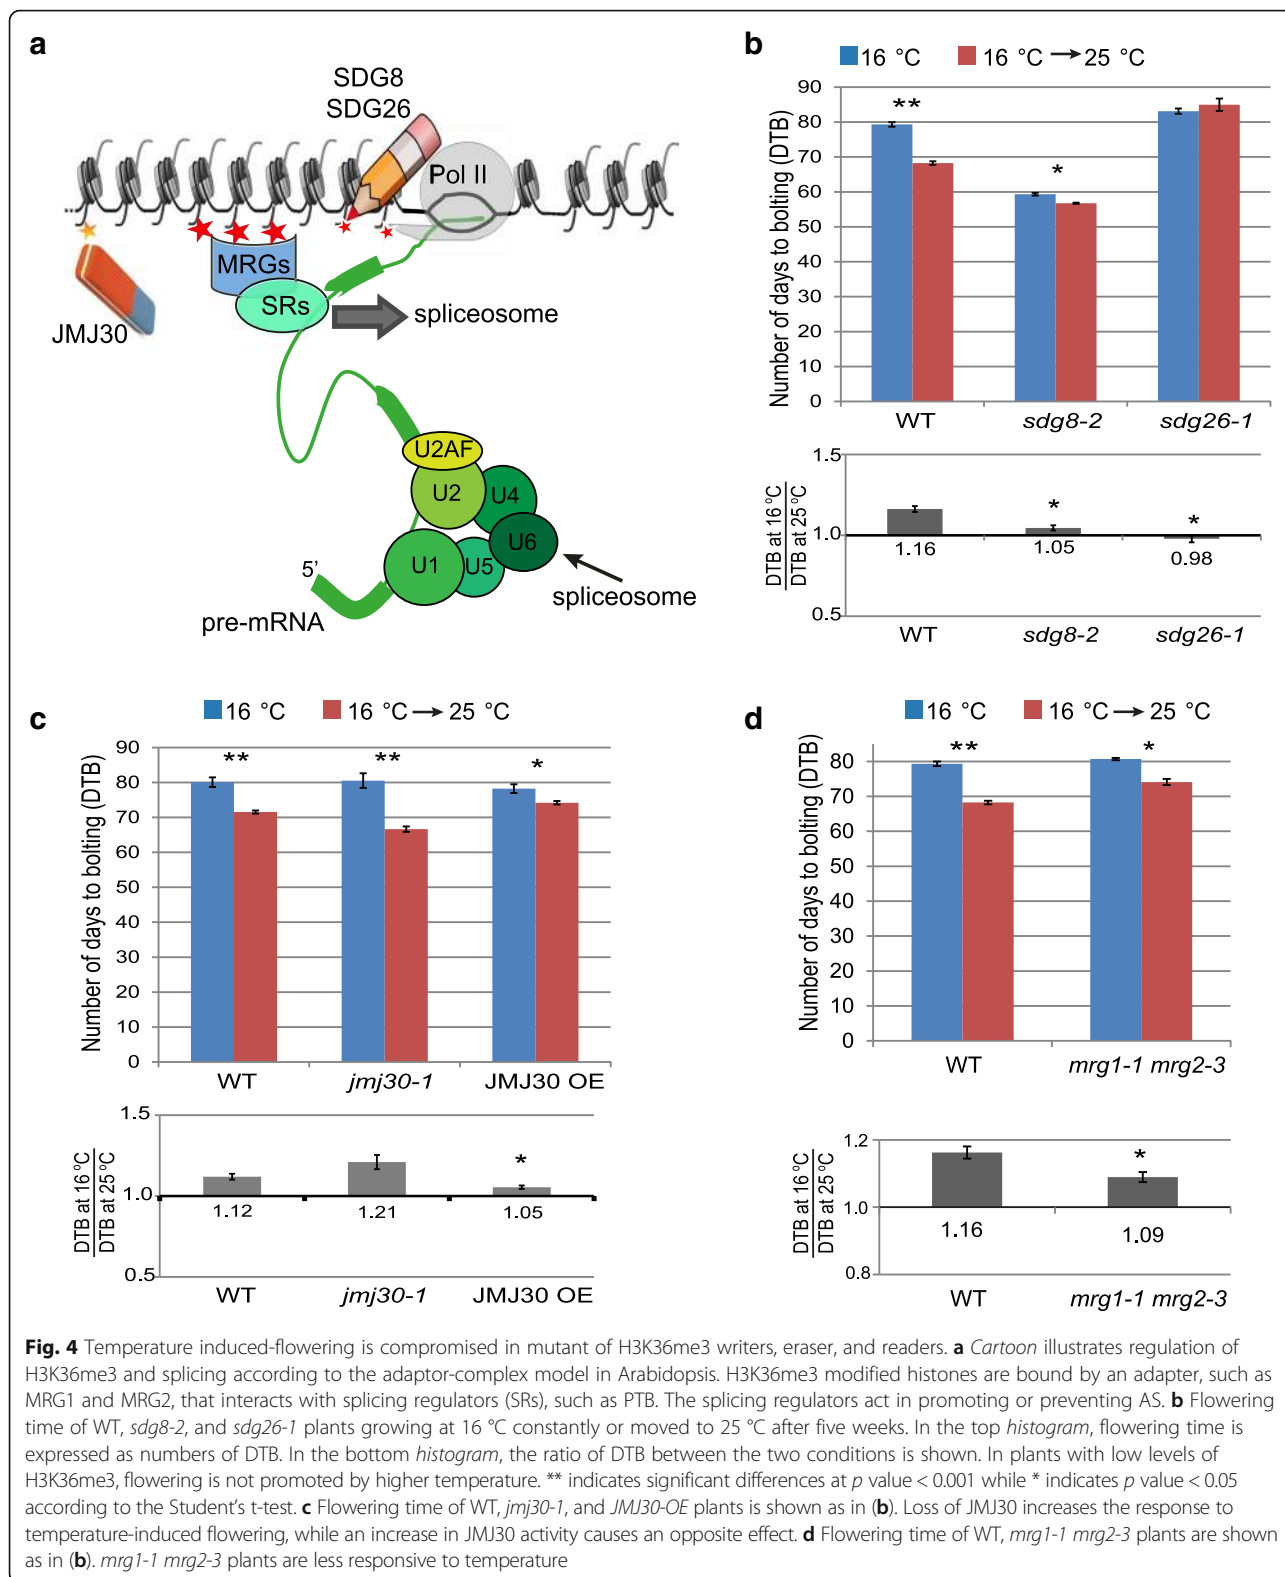 a
SDG8
SDG26
Pol II
MRGs
SRs
spliceosome
JMJ30
U2AF
U2
U4
U6
U1
U5
5’
spliceosome
pre-mRNA
b
16 °C
16 °C → 25 °C
Number of days to bolting (DTB)
90
80
70
60
50
40
30
20
10
0
**
*
WT
sdg8-2
sdg26-1
DTB at 16 °C
DTB at 25 °C
1.5
1.0
0.5
*
*
1.16
1.05
0.98
WT
sdg8-2
sdg26-1
c
16 °C
16 °C → 25 °C
Number of days to bolting (DTB)
90
80
70
60
50
40
30
20
10
0
**
**
*
WT
jmj30-1
JMJ30 OE
DTB at 16 °C
DTB at 25 °C
1.5
1.0
0.5
*
1.12
1.21
1.05
WT
jmj30-1
JMJ30 OE
d
16 °C
16 °C → 25 °C
Number of days to bolting (DTB)
80
70
60
50
40
30
20
10
0
**
*
WT
mrg1-1 mrg2-3
DTB at 16 °C
DTB at 25 °C
1.2
1.0
0.8
*
1.16
1.09
WT
mrg1-1 mrg2-3
Fig. 4 Temperature induced-flowering is compromised in mutant of H3K36me3 writers, eraser, and readers. a Cartoon illustrates regulation of
H3K36me3 and splicing according to the adaptor-complex model in Arabidopsis. H3K36me3 modified histones are bound by an adapter, such as
MRG1 and MRG2, that interacts with splicing regulators (SRs), such as PTB. The splicing regulators act in promoting or preventing AS. b Flowering
time of WT, sdg8-2, and sdg26-1 plants growing at 16 °C constantly or moved to 25 °C after five weeks. In the top histogram, flowering time is
expressed as numbers of DTB. In the bottom histogram, the ratio of DTB between the two conditions is shown. In plants with low levels of
H3K36me3, flowering is not promoted by higher temperature. ** indicates significant differences at p value < 0.001 while * indicates p value < 0.05
according to the Student’s t-test. c Flowering time of WT, jmj30-1, and JMJ30-OE plants is shown as in (b). Loss of JMJ30 increases the response to
temperature-induced flowering, while an increase in JMJ30 activity causes an opposite effect. d Flowering time of WT, mrg1-1 mrg2-3 plants are shown
as in (b). mrg1-1 mrg2-3 plants are less responsive to temperature